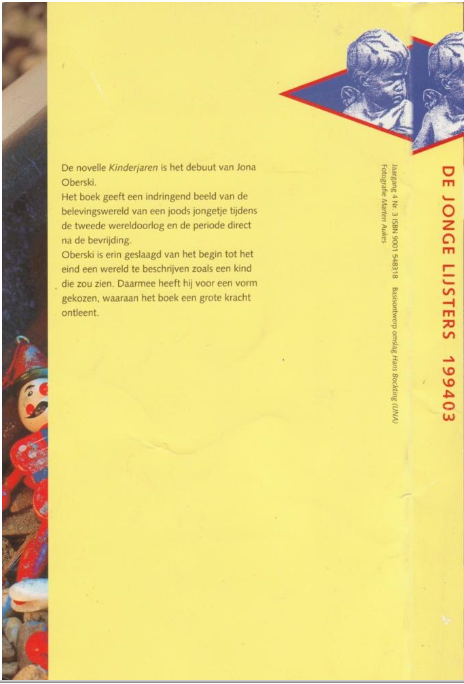 De novelle Kinderjaren is het debuut van Jona
Oberski.
Het boek geeft een indringend beeld van de
belevingswereld van een joods jongetje tijdens
de tweede wereldoorlog en de periode direct
na de bevrijding.
Oberski is erin geslaagd van het begin tot het
eind een wereld te beschrijven zoals een kind
die zou zien. Daarmee heeft hij voor een vorm
gekozen, waaraan het boek een grote kracht
ontleent.
Jaargang 4 Nr. 3 ISBN 9001 548318 Basisontwerp omslag Hans Bockting (UNA)
Fotografie Marten Aukes
DE JONGE LIJSTERS 199403